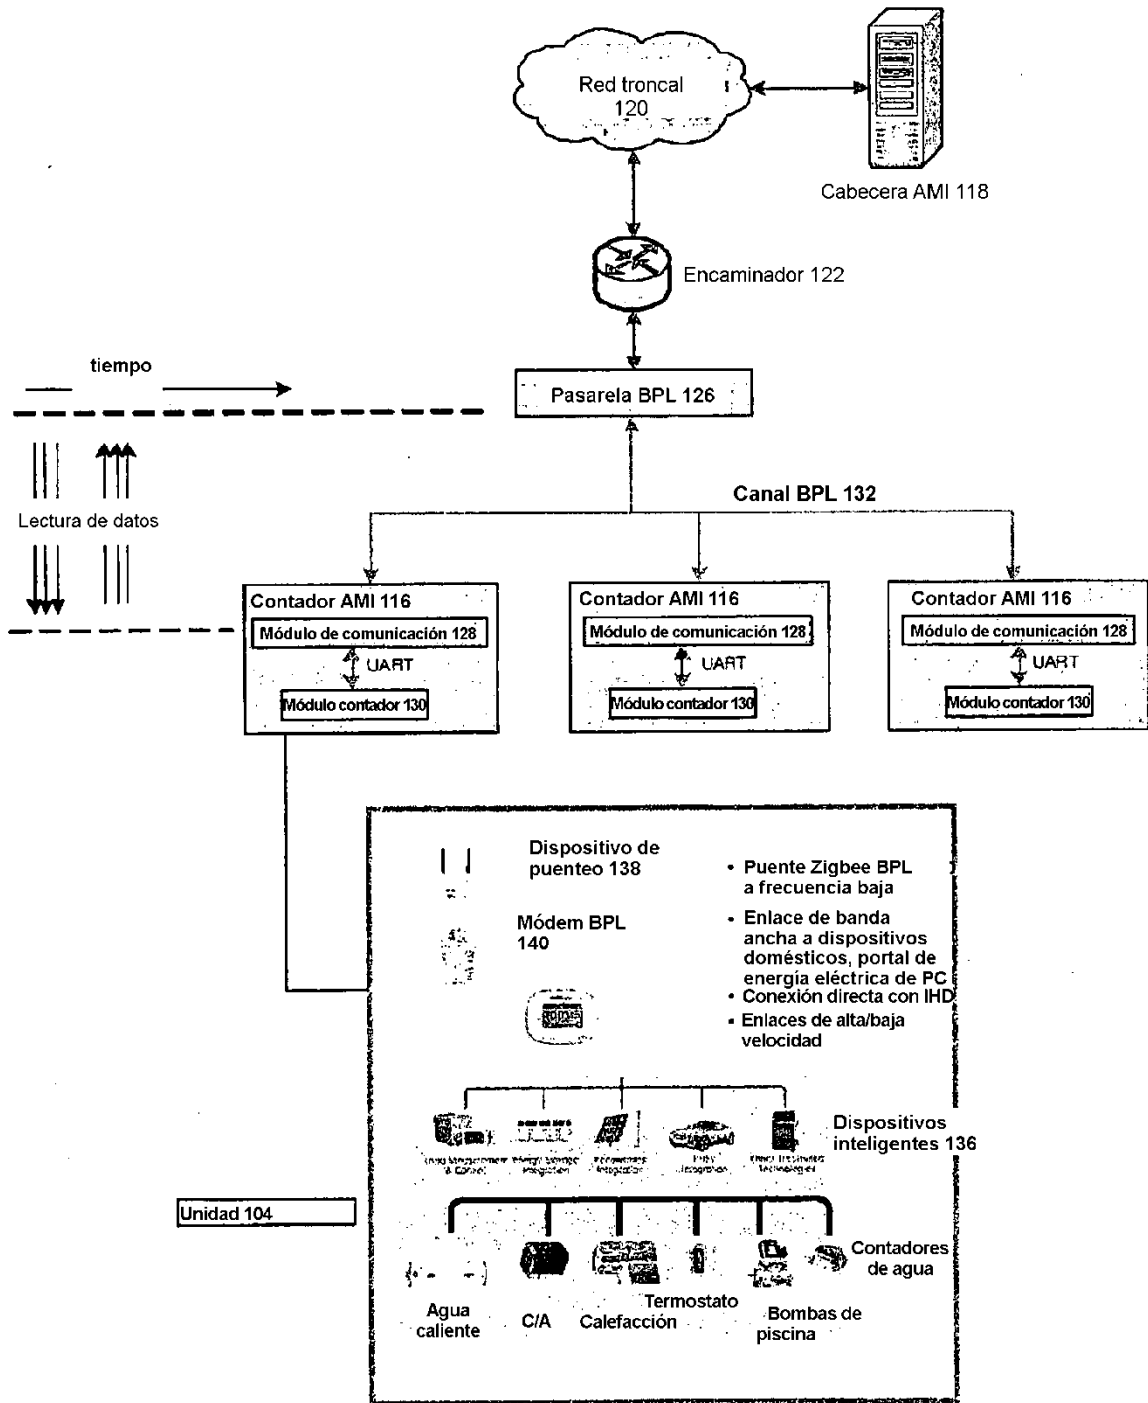 Red troncal
120
Cabecera AMI 118
Encaminador 122
tiempo
Pasarela BPL 126
Canal BPL 132
Lectura de datos
Contador AMI 116
Módulo de comunicación 128
UART
Módulo contador 130
Contador AMI 116
Módulo de comunicación 128
UART
Módulo contador 130
Contador AMI 116
Módulo de comunicación 128
UART
Módulo contador 130
Dispositivo de
puenteo 138
Módem BPL
140
• Puente Zigbee BPL
a frecuencia baja
• Enlace de banda
ancha a dispositivos
domésticos, portal de
energía eléctrica de PC
• Conexión directa con IHD
• Enlaces de alta/baja
velocidad
Dispositivos
inteligentes 136
Unidad 104
Contadores
de agua
Agua
caliente
C/A
Calefacción
Termostato
Bombas de
piscina